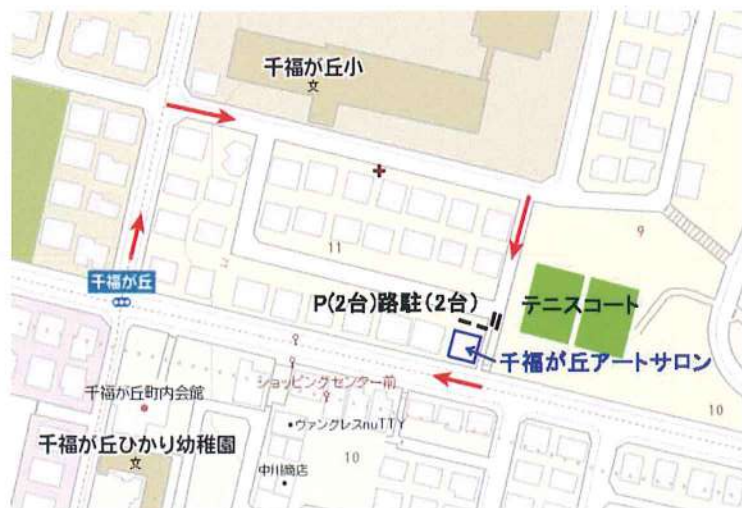 千福が丘小
文
9
11
千福が丘
P(2台)路駐(2台)
テニスコート
千福が丘アートサロン
ショッピングセンター前
千福が丘町内会館
ヴァングレスnuTTY
10
千福が丘ひかり幼稚園
文
中川商店
10